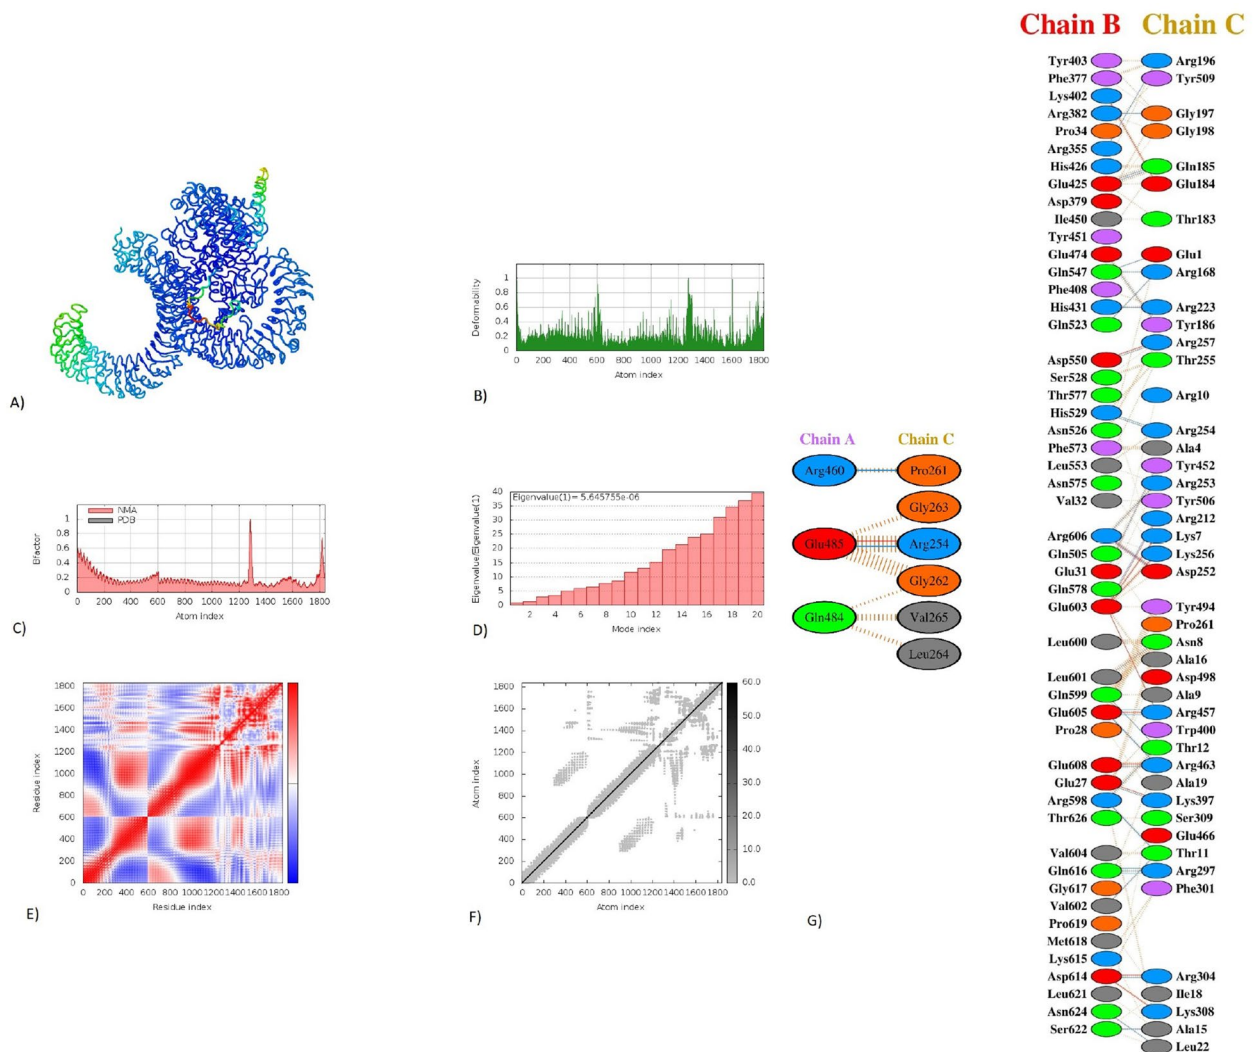 A)
B)
Deformability
1
0.8
0.6
0.4
0.2
0
0 200 400 600 800 1000 1200 1400 1600 1800
Atom index
C)
NMA
PDB
Bfactor
1
0.8
0.6
0.4
0.2
0
0 200 400 600 800 1000 1200 1400 1600 1800
Atom index
D)
Eigenvalue(1)= 5.645755e-06
Eigenvalue/Eigenvalue(1)
40
35
30
25
20
15
10
5
0
2 4 6 8 10 12 14 16 18 20
Mode index
E)
Residue index
1800
1600
1400
1200
1000
800
600
400
200
0
0 200 400 600 800 1000 1200 1400 1600 1800
Residue index
F)
Atom index
1800
1600
1400
1200
1000
800
600
400
200
0
0 200 400 600 800 1000 1200 1400 1600 1800
Atom index
60.0
50.0
40.0
30.0
20.0
10.0
0.0
G)
Chain A Chain C
Arg460 Pro261
Gly263
Glu485 Arg254
Gly262
Gln484 Val265
Leu264
Chain B Chain C
Tyr403 Arg196
Phe377 Tyr509
Lys402
Arg382 Gly197
Pro34 Gly198
Arg355
His426 Gln185
Glu425 Glu184
Asp379
Ile450 Thr183
Tyr451
Glu474 Glu1
Gln547 Arg168
Phe408
His431 Arg223
Gln523 Tyr186
Arg257
Asp550 Thr255
Ser528
Thr577 Arg10
His529
Asn526 Arg254
Phe573 Ala4
Leu553 Tyr452
Asn575 Arg253
Val32 Tyr506
Arg212
Arg606 Lys7
Gln505 Lys256
Glu31 Asp252
Gln578
Glu603 Tyr494
Pro261
Leu600 Asn8
Ala16
Leu601 Asp498
Gln599 Ala9
Glu605 Arg457
Pro28 Trp400
Thr12
Glu608 Arg463
Glu27 Ala19
Arg598 Lys397
Thr626 Ser309
Glu466
Val604 Thr11
Gln616 Arg297
Gly617 Phe301
Val602
Pro619
Met618
Lys615
Asp614 Arg304
Leu621 Ile18
Asn624 Lys308
Ser622 Ala15
Leu22